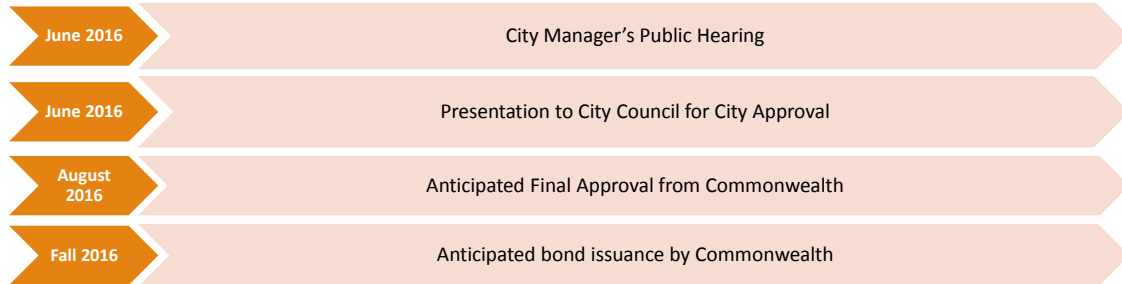 June 2016
City Manager’s Public Hearing
June 2016
Presentation to City Council for City Approval
August
2016
Anticipated Final Approval from Commonwealth
Fall 2016
Anticipated bond issuance by Commonwealth